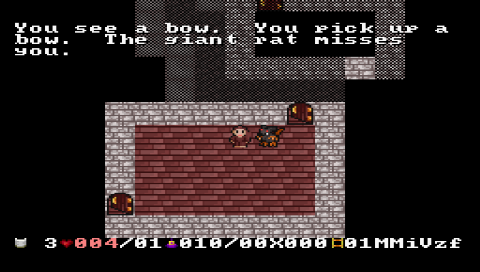 You see a bow.  You pick up a
bow.  The giant rat misses
you.
3 004/01 010/00X000 01MMiVzf